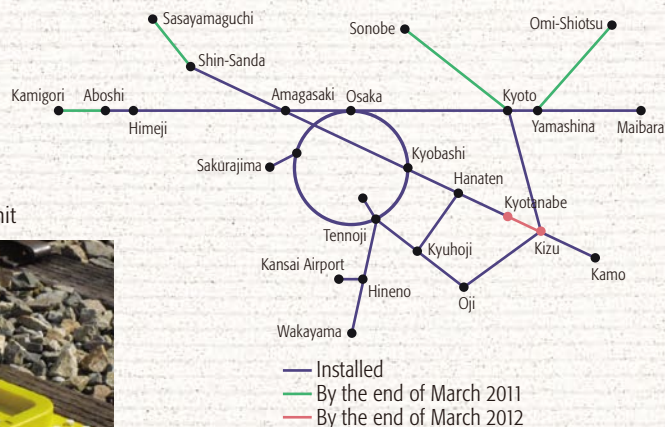 Sasayamaguchi
Sonobe
Omi-Shiotsu
Shin-Sanda
Kamigori
Aboshi
Amagasaki
Osaka
Kyoto
Himeji
Yamashina
Maibara
Kyobashi
Sakurajima
Hanaten
Kyotanabe
nit
Tennoji
Kyuhoji
Kizu
Kansai Airport
Hineno
Kamo
Oji
Wakayama
Installed
By the end of March 2011
By the end of March 2012